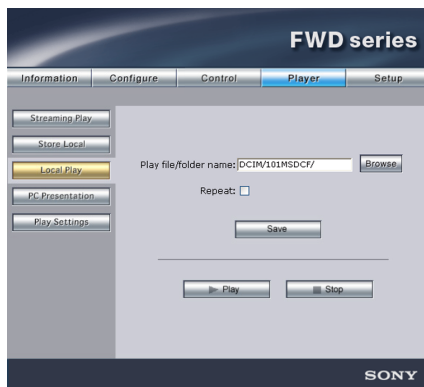 FWD series
Information Configure Control Player Setup
Streaming Play
Store Local
Local Play
PC Presentation
Play Settings
Play file/folder name: DCIM/101MSDCF/ Browse
Repeat:
Save
Play Stop
SONY